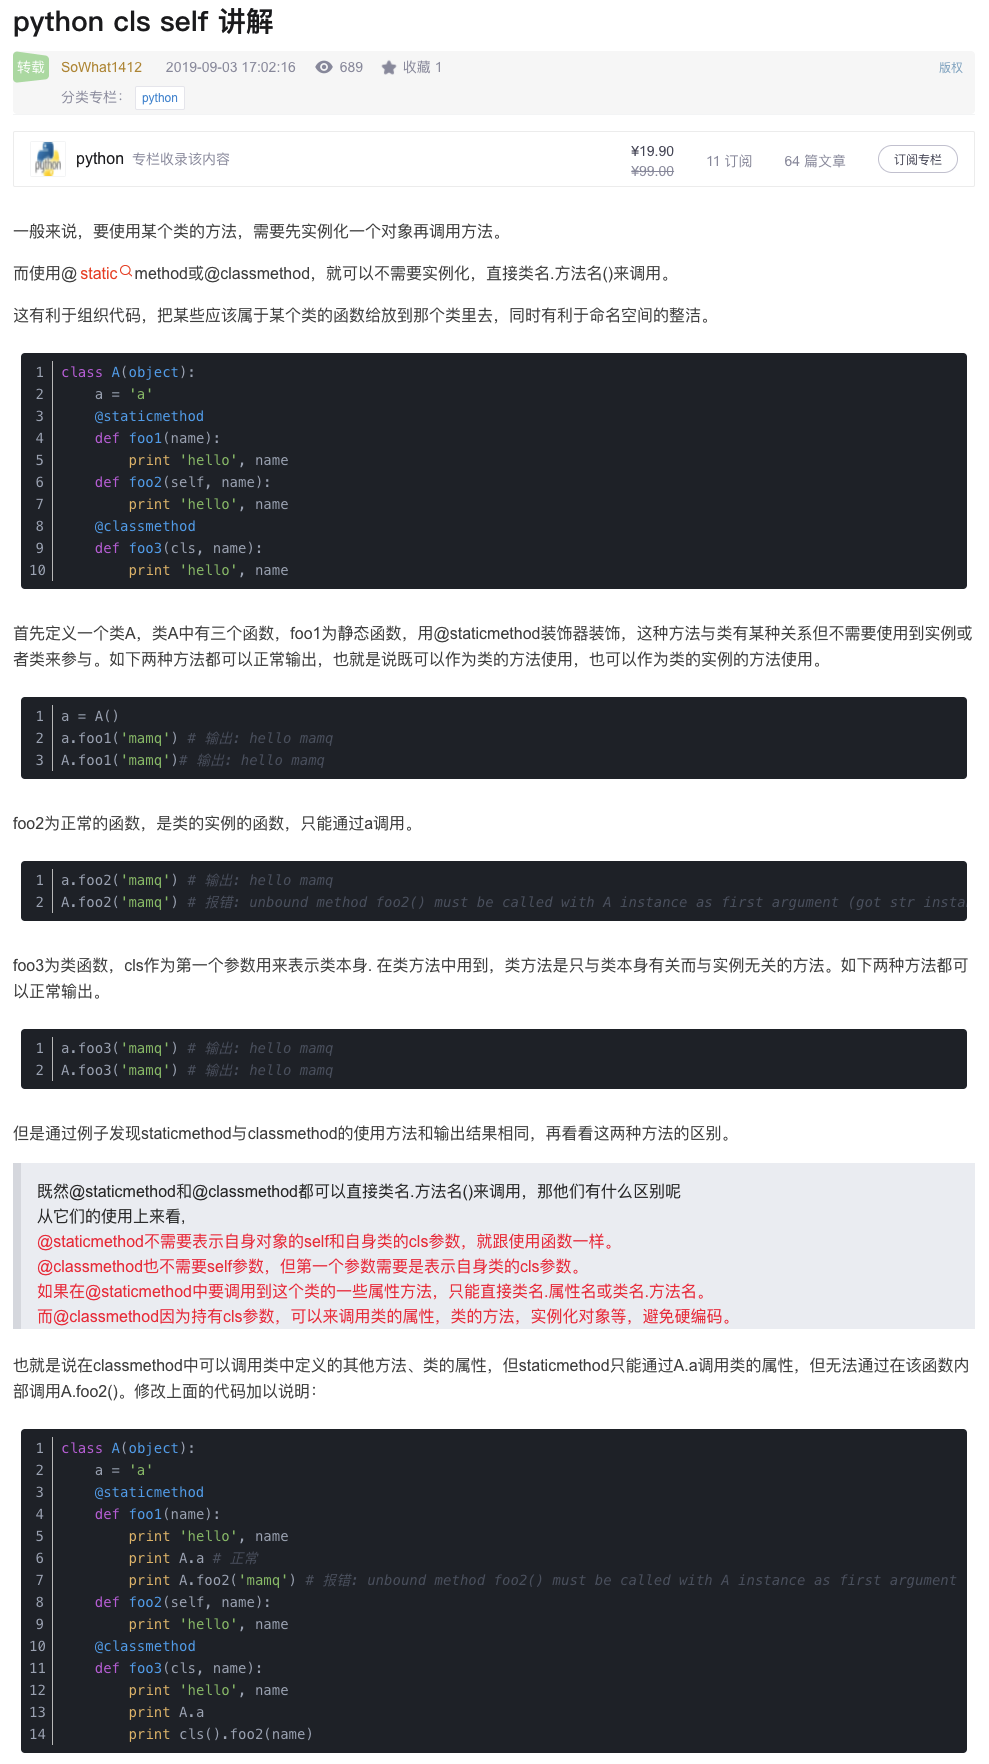 python cls self 讲解
转载 SoWhat1412 2019-09-03 17:02:16 689 收藏 1 版权
分类专栏： python
python 专栏收录该内容 ¥19.90 ¥99.00 11 订阅 64 篇文章 订阅专栏
一般来说，要使用某个类的方法，需要先实例化一个对象再调用方法。
而使用@static method或@classmethod，就可以不需要实例化，直接类名.方法名()来调用。
这有利于组织代码，把某些应该属于某个类的函数给放到那个类里去，同时有利于命名空间的整洁。
1 class A(object):
2     a = 'a'
3     @staticmethod
4     def foo1(name):
5         print 'hello', name
6     def foo2(self, name):
7         print 'hello', name
8     @classmethod
9     def foo3(cls, name):
10         print 'hello', name
首先定义一个类A，类A中有三个函数，foo1为静态函数，用@staticmethod装饰器装饰，这种方法与类有某种关系但不需要使用到实例或
者类来参与。如下两种方法都可以正常输出，也就是说既可以作为类的方法使用，也可以作为类的实例的方法使用。
1 a = A()
2 a.foo1('mamq') # 输出: hello mamq
3 A.foo1('mamq')# 输出: hello mamq
foo2为正常的函数，是类的实例的函数，只能通过a调用。
1 a.foo2('mamq') # 输出: hello mamq
2 A.foo2('mamq') # 报错: unbound method foo2() must be called with A instance as first argument (got str insta
foo3为类函数，cls作为第一个参数用来表示类本身. 在类方法中用到，类方法是只与类本身有关而与实例无关的方法。如下两种方法都可
以正常输出。
1 a.foo3('mamq') # 输出: hello mamq
2 A.foo3('mamq') # 输出: hello mamq
但是通过例子发现staticmethod与classmethod的使用方法和输出结果相同，再看看这两种方法的区别。
既然@staticmethod和@classmethod都可以直接类名.方法名()来调用，那他们有什么区别呢
从它们的使用上来看,
@staticmethod不需要表示自身对象的self和自身类的cls参数，就跟使用函数一样。
@classmethod也不需要self参数，但第一个参数需要是表示自身类的cls参数。
如果在@staticmethod中要调用到这个类的一些属性方法，只能直接类名.属性名或类名.方法名。
而@classmethod因为持有cls参数，可以来调用类的属性，类的方法，实例化对象等，避免硬编码。
也就是说在classmethod中可以调用类中定义的其他方法、类的属性，但staticmethod只能通过A.a调用类的属性，但无法通过在该函数内
部调用A.foo2()。修改上面的代码加以说明：
1 class A(object):
2     a = 'a'
3     @staticmethod
4     def foo1(name):
5         print 'hello', name
6         print A.a # 正常
7         print A.foo2('mamq') # 报错: unbound method foo2() must be called with A instance as first argument
8     def foo2(self, name):
9         print 'hello', name
10     @classmethod
11     def foo3(cls, name):
12         print 'hello', name
13         print A.a
14         print cls().foo2(name)